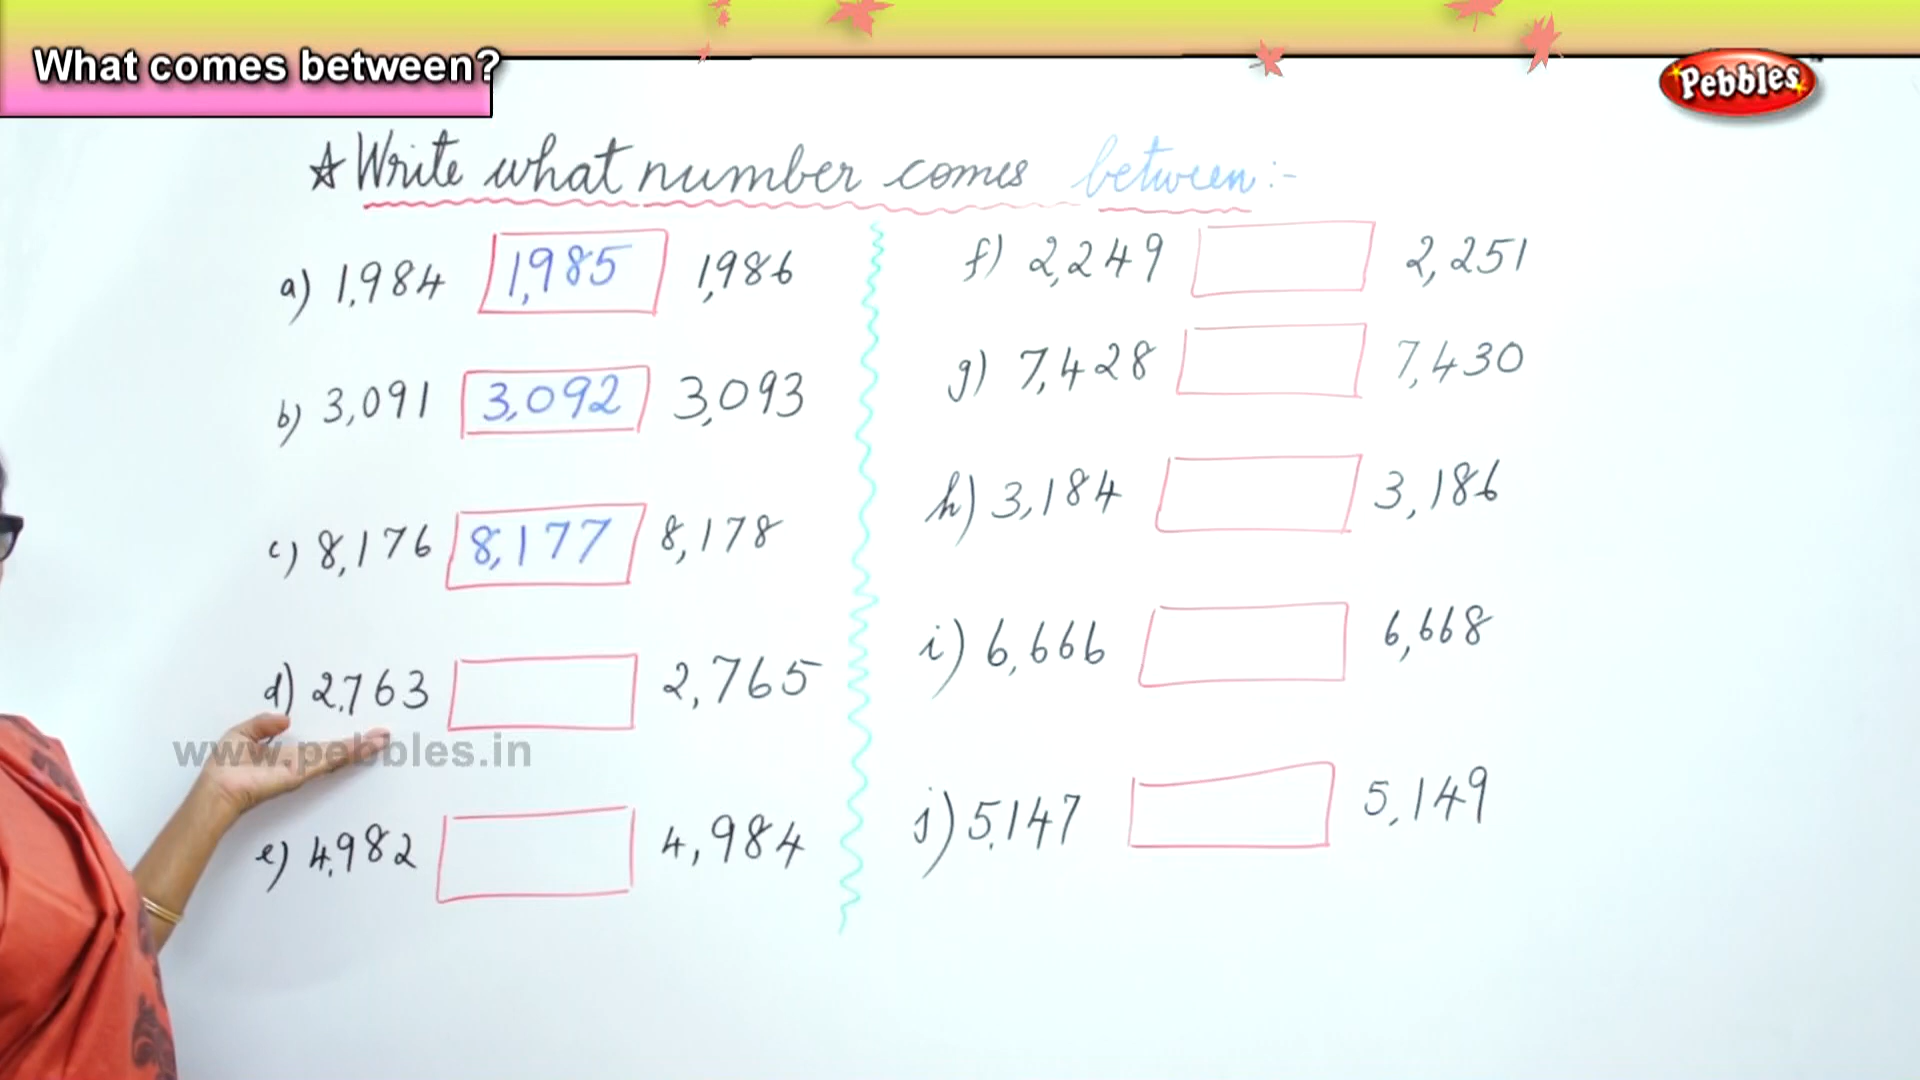 What comes between?
Pebbles
☆ Write what number comes between:-
a) 1,984 1,985 1,986
b) 3,091 3,092 3,093
c) 8,176 8,177 8,178
d) 2,763 2,765
www.pebbles.in
e) 4,982 4,984
f) 2,249 2,251
g) 7,428 7,430
h) 3,184 3,186
i) 6,666 6,668
j) 5,147 5,149